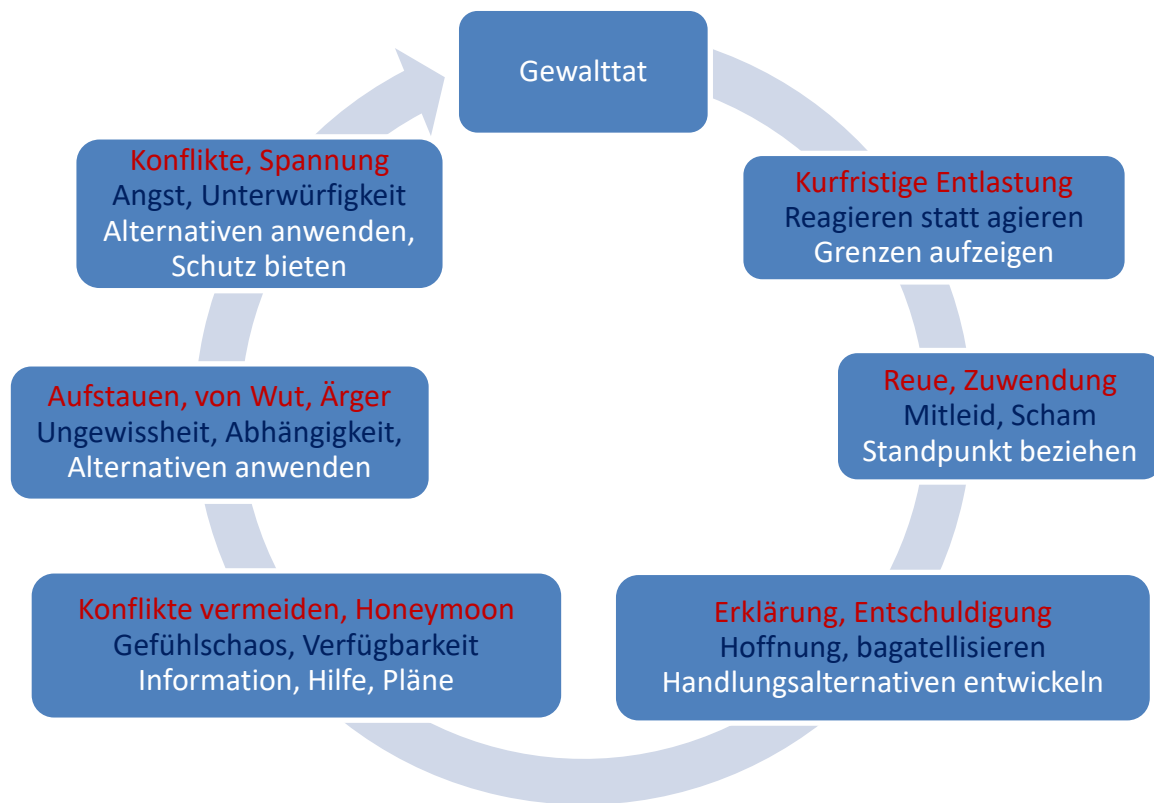 Gewalttat
Kurfristige Entlastung
Reagieren statt agieren
Grenzen aufzeigen
Reue, Zuwendung
Mitleid, Scham
Standpunkt beziehen
Erklärung, Entschuldigung
Hoffnung, bagatellisieren
Handlungsalternativen entwickeln
Konflikte vermeiden, Honeymoon
Gefühlschaos, Verfügbarkeit
Information, Hilfe, Pläne
Aufstauen, von Wut, Ärger
Ungewissheit, Abhängigkeit,
Alternativen anwenden
Konflikte, Spannung
Angst, Unterwürfigkeit
Alternativen anwenden,
Schutz bieten